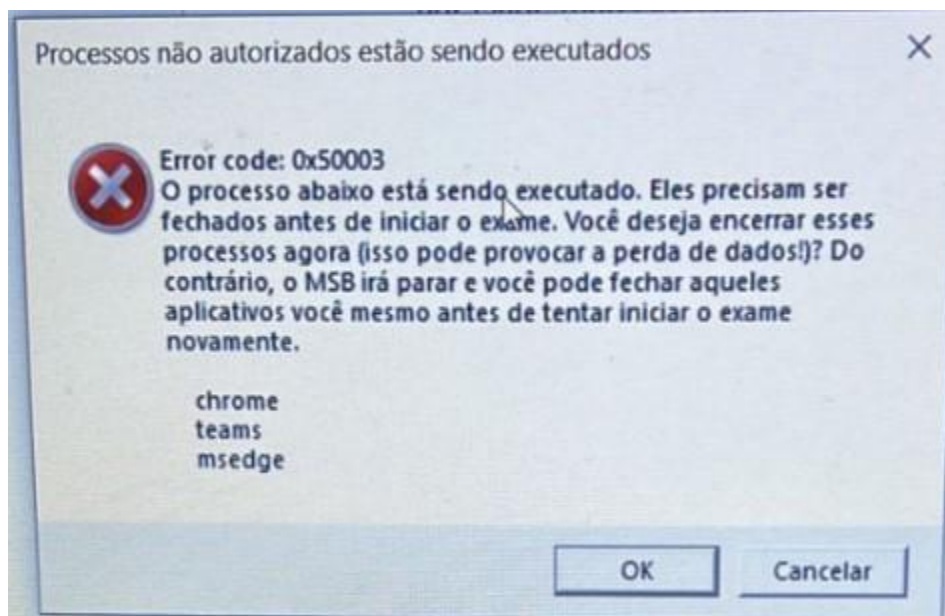 Processos não autorizados estão sendo executados
Error code: 0x50003
O processo abaixo está sendo executado. Eles precisam ser
fechados antes de iniciar o exame. Você deseja encerrar esses
processos agora (isso pode provocar a perda de dados!)? Do
contrário, o MSB irá parar e você pode fechar aqueles
aplicativos você mesmo antes de tentar iniciar o exame
novamente.
chrome
teams
msedge
OK
Cancelar